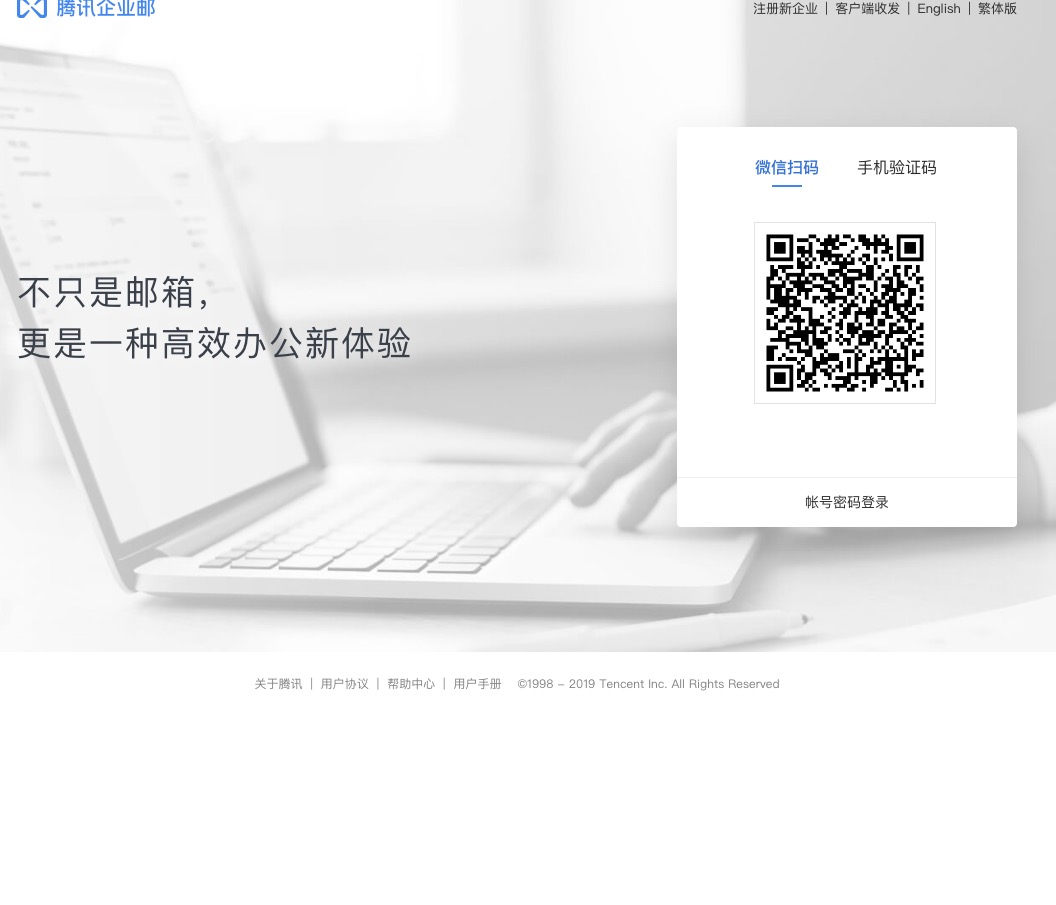 腾讯企业邮
注册新企业 | 客户端收发 | English | 繁体版
不只是邮箱，
更是一种高效办公新体验
微信扫码 手机验证码
帐号密码登录
关于腾讯 | 用户协议 | 帮助中心 | 用户手册 ©1998 - 2019 Tencent Inc. All Rights Reserved